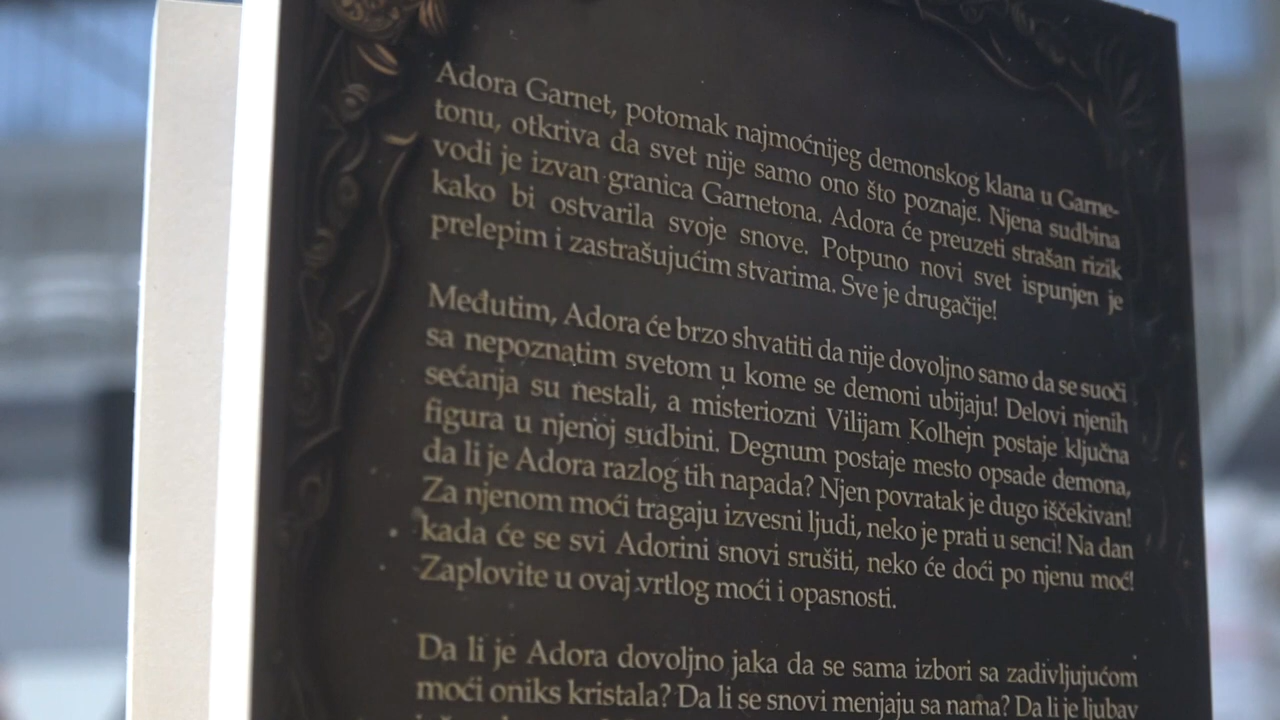 Adora Garnet, potomak najmoćnijeg demonskog klana u Garne-
tonu, otkriva da svet nije samo ono što poznaje. Njena sudbina
vodi je izvan granica Garnetona. Adora će preuzeti strašan rizik
kako bi ostvarila svoje snove. Potpuno novi svet ispunjen je
prelepim i zastrašujućim stvarima. Sve je drugačije!
Međutim, Adora će brzo shvatiti da nije dovoljno samo da se suoči
sa nepoznatim svetom u kome se demoni ubijaju! Delovi njenih
sećanja su nestali, a misteriozni Vilijam Kolhejn postaje ključna
figura u njenoj sudbini. Degnum postaje mesto opsade demona,
da li je Adora razlog tih napada? Njen povratak je dugo iščekivan!
Za njenom moći tragaju izvesni ljudi, neko je prati u senci! Na dan
kada će se svi Adorini snovi srušiti, neko će doći po njenu moć!
Zaplovite u ovaj vrtlog moći i opasnosti.
Da li je Adora dovoljno jaka da se sama izbori sa zadivljujućom
moći oniks kristala? Da li se snovi menjaju sa nama? Da li je ljubav